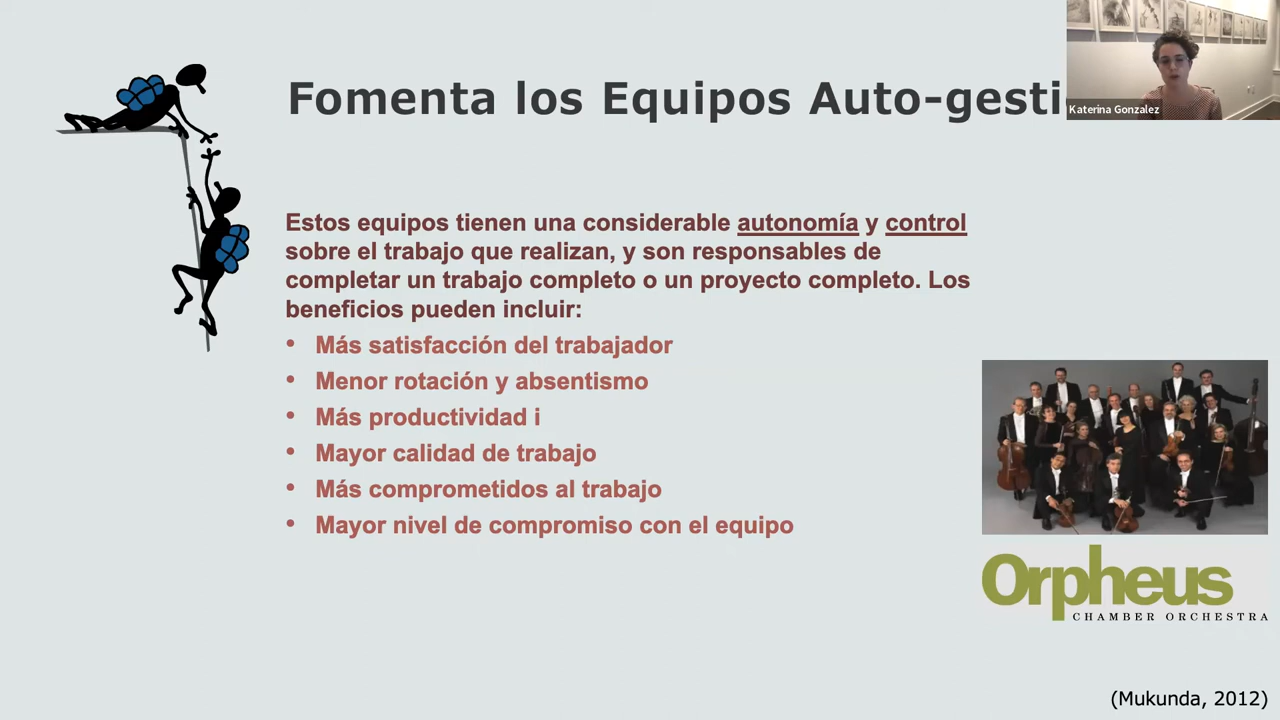 Fomenta los Equipos Auto-gesti
Katerina Gonzalez
Estos equipos tienen una considerable autonomía y control
sobre el trabajo que realizan, y son responsables de
completar un trabajo completo o un proyecto completo. Los
beneficios pueden incluir:
• Más satisfacción del trabajador
• Menor rotación y absentismo
• Más productividad i
• Mayor calidad de trabajo
• Más comprometidos al trabajo
• Mayor nivel de compromiso con el equipo
Orpheus
CHAMBER ORCHESTRA
(Mukunda, 2012)